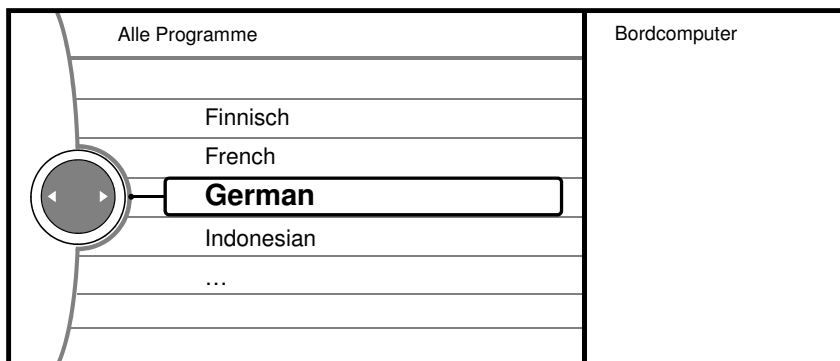 Alle Programme
Finnisch
French
German
Indonesian
…
Bordcomputer